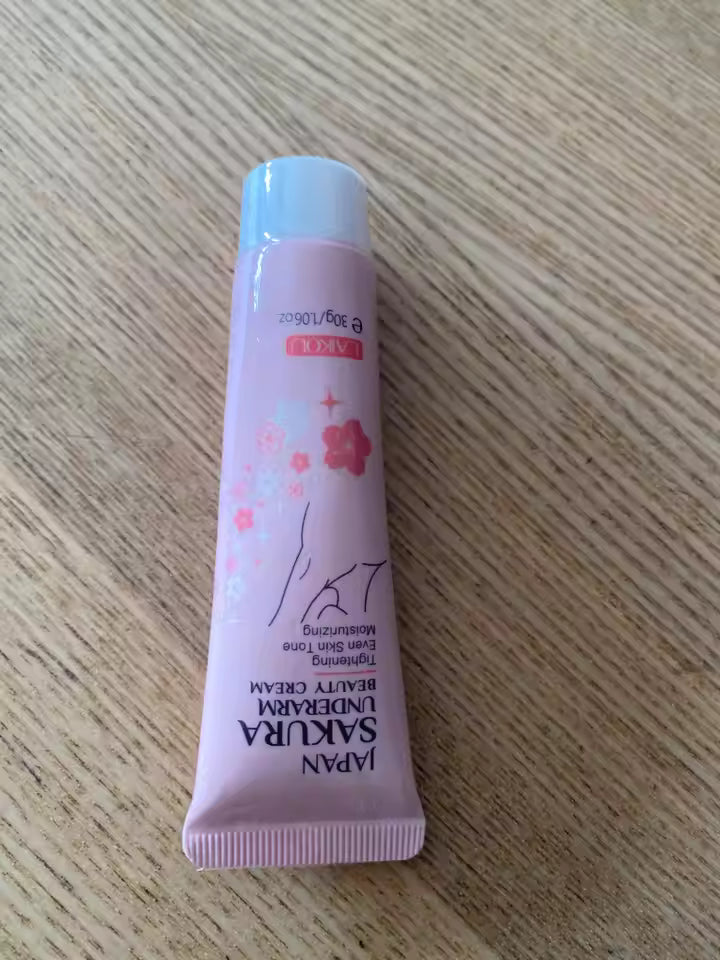 JAPAN
SAKURA
UNDERARM
BEAUTY CREAM
Tightening
Even Skin Tone
Moisturizing
LAIKOU
e 30g/1.06oz